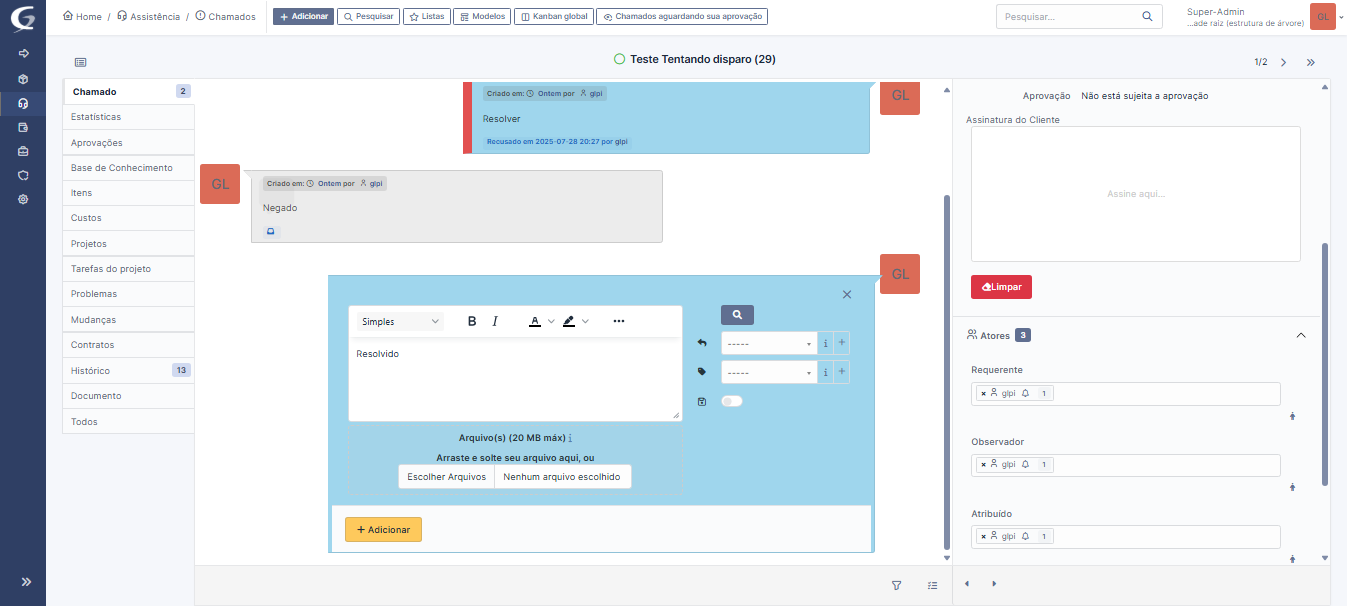 Home / Assistência / Chamados
+ Adicionar
Pesquisar
Listas
Modelos
Kanban global
Chamados aguardando sua aprovação
Pesquisar...
Super-Admin
...ade raiz (estrutura de árvore)
GL
Teste Tentando disparo (29)
1/2
Chamado 2
Estatísticas
Aprovações
Base de Conhecimento
Itens
Custos
Projetos
Tarefas do projeto
Problemas
Mudanças
Contratos
Histórico 13
Documento
Todos
Criado em: Ontem por glpi
GL
Resolver
Recusado em 2025-07-28 20:27 por glpi
GL
Criado em: Ontem por glpi
Negado
GL
Simples
B I A
Resolvido
-----
i +
-----
i +
Arquivo(s) (20 MB máx) i
Arraste e solte seu arquivo aqui, ou
Escolher Arquivos Nenhum arquivo escolhido
+ Adicionar
Aprovação Não está sujeita a aprovação
Assinatura do Cliente
Assine aqui...
Limpar
Atores 3
Requerente
× glpi 1
Observador
× glpi 1
Atribuído
× glpi 1